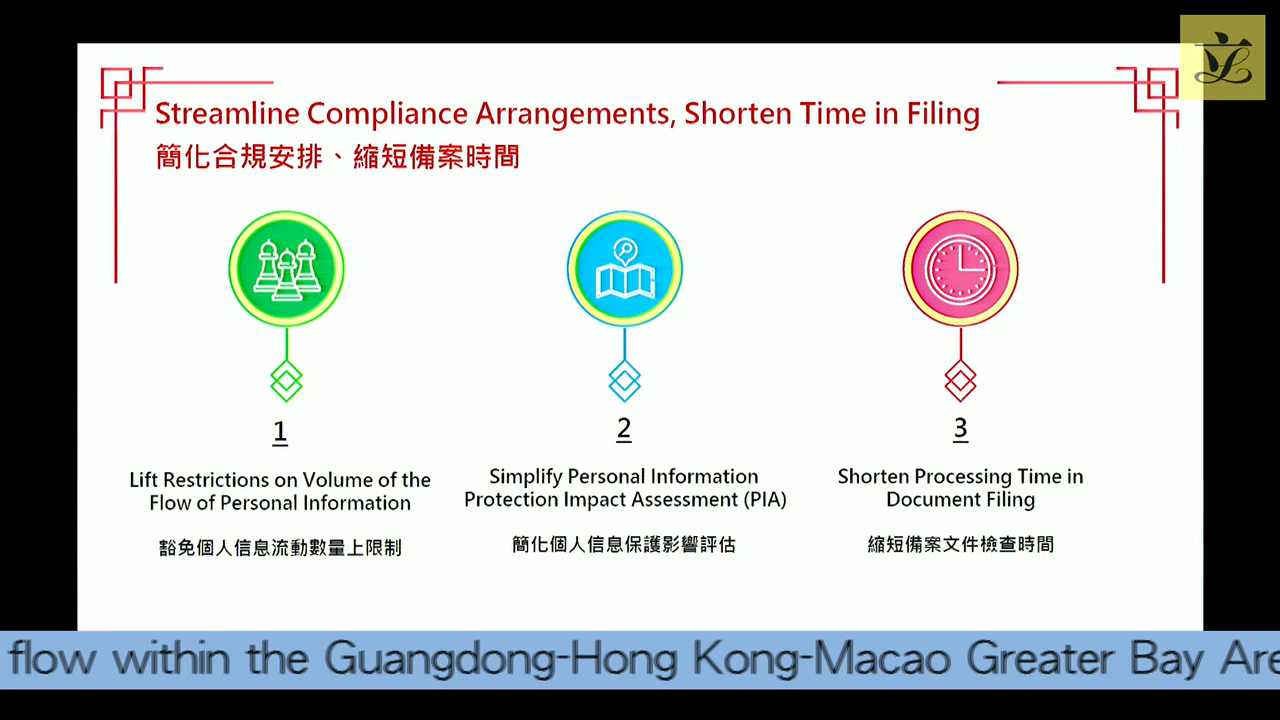 Streamline Compliance Arrangements, Shorten Time in Filing
簡化合規安排、縮短備案時間
1
Lift Restrictions on Volume of the
Flow of Personal Information
豁免個人信息流動數量上限制
2
Simplify Personal Information
Protection Impact Assessment (PIA)
簡化個人信息保護影響評估
3
Shorten Processing Time in
Document Filing
縮短備案文件檢查時間
flow within the Guangdong-Hong Kong-Macao Greater Bay Are